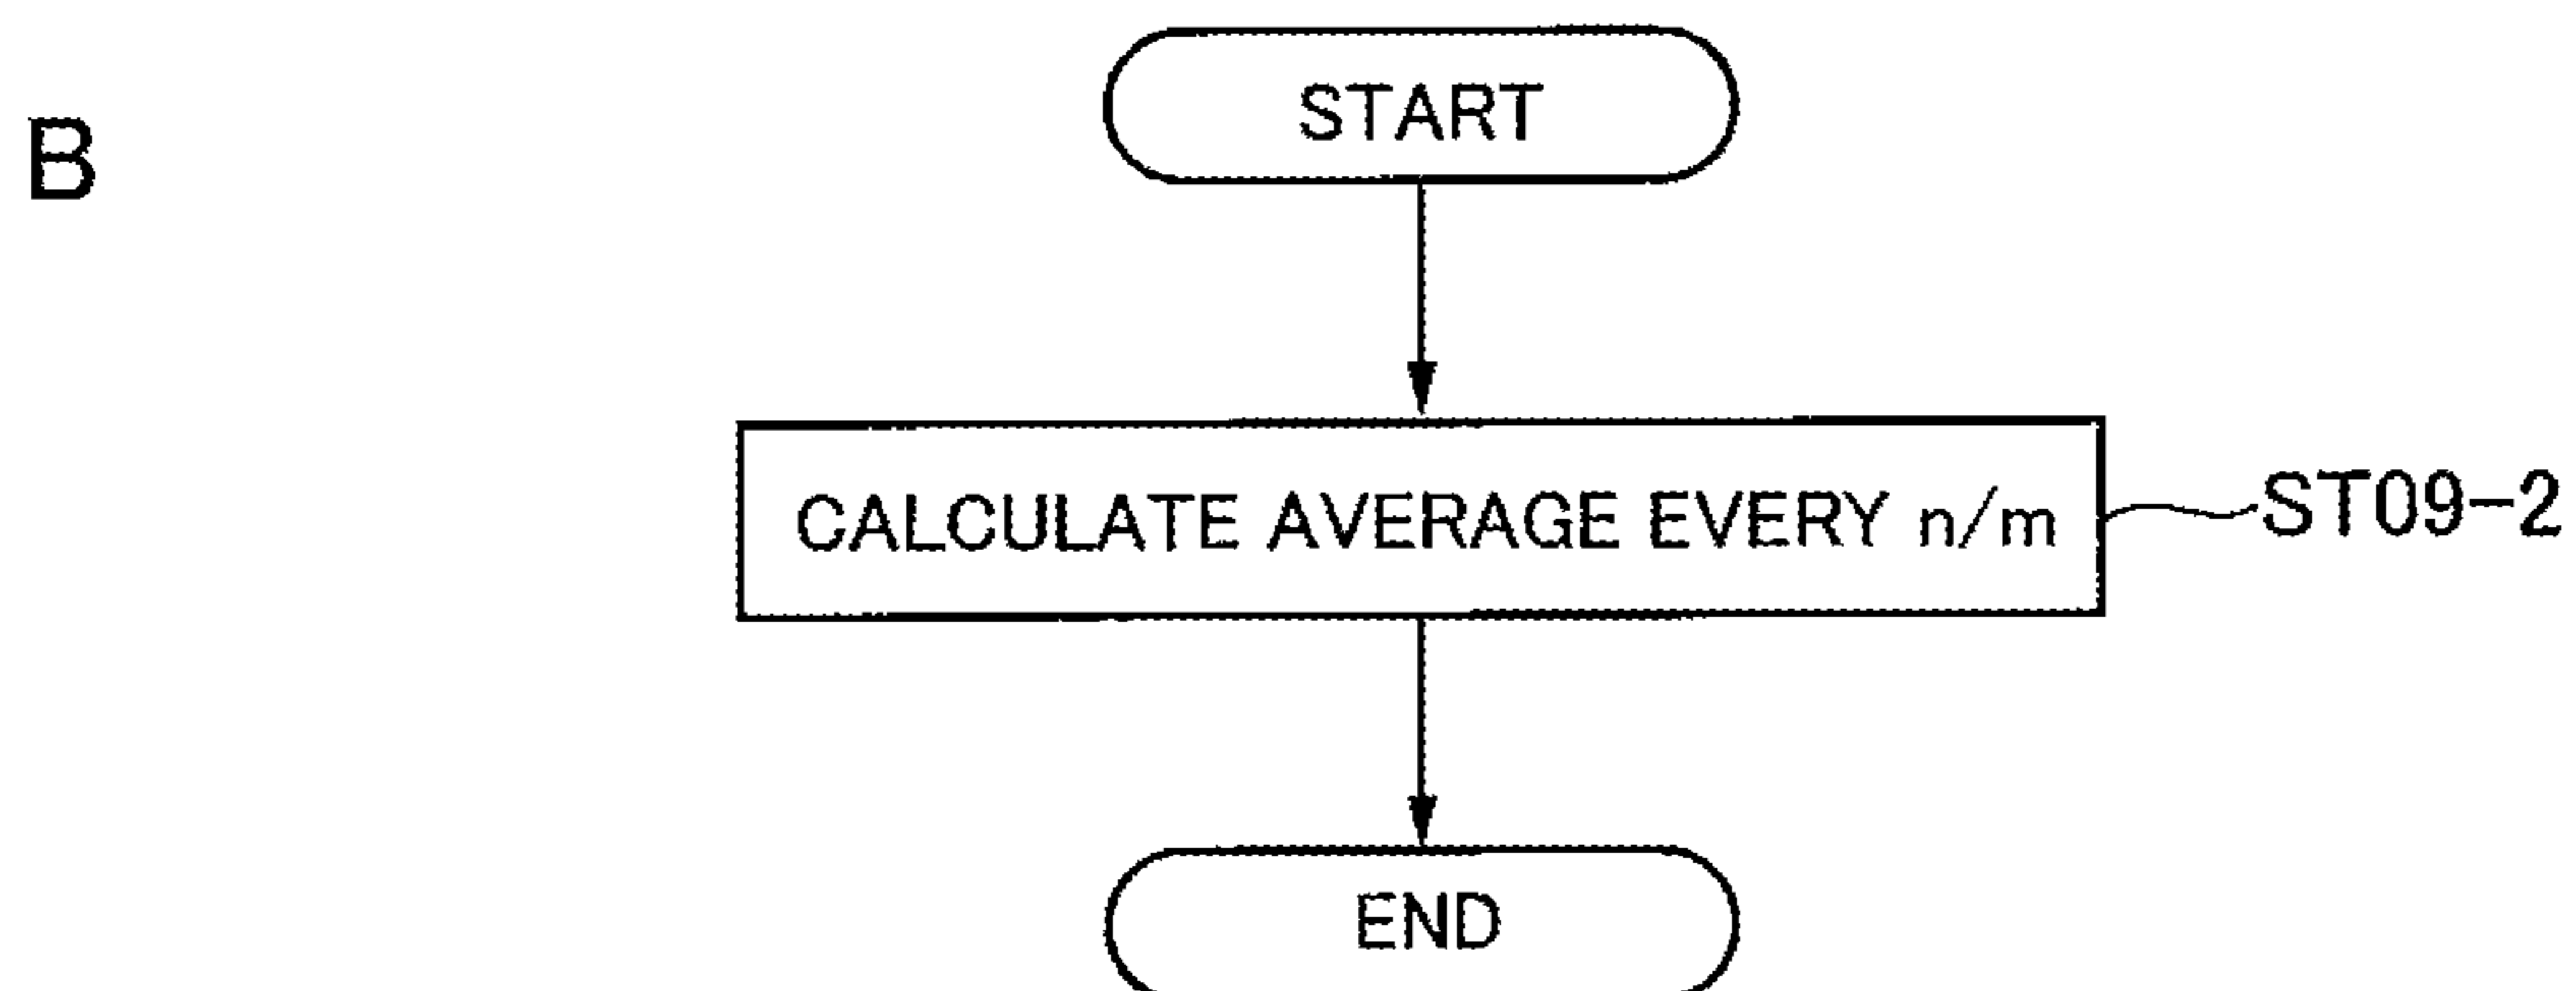 B
START
CALCULATE AVERAGE EVERY n/m
ST09-2
END